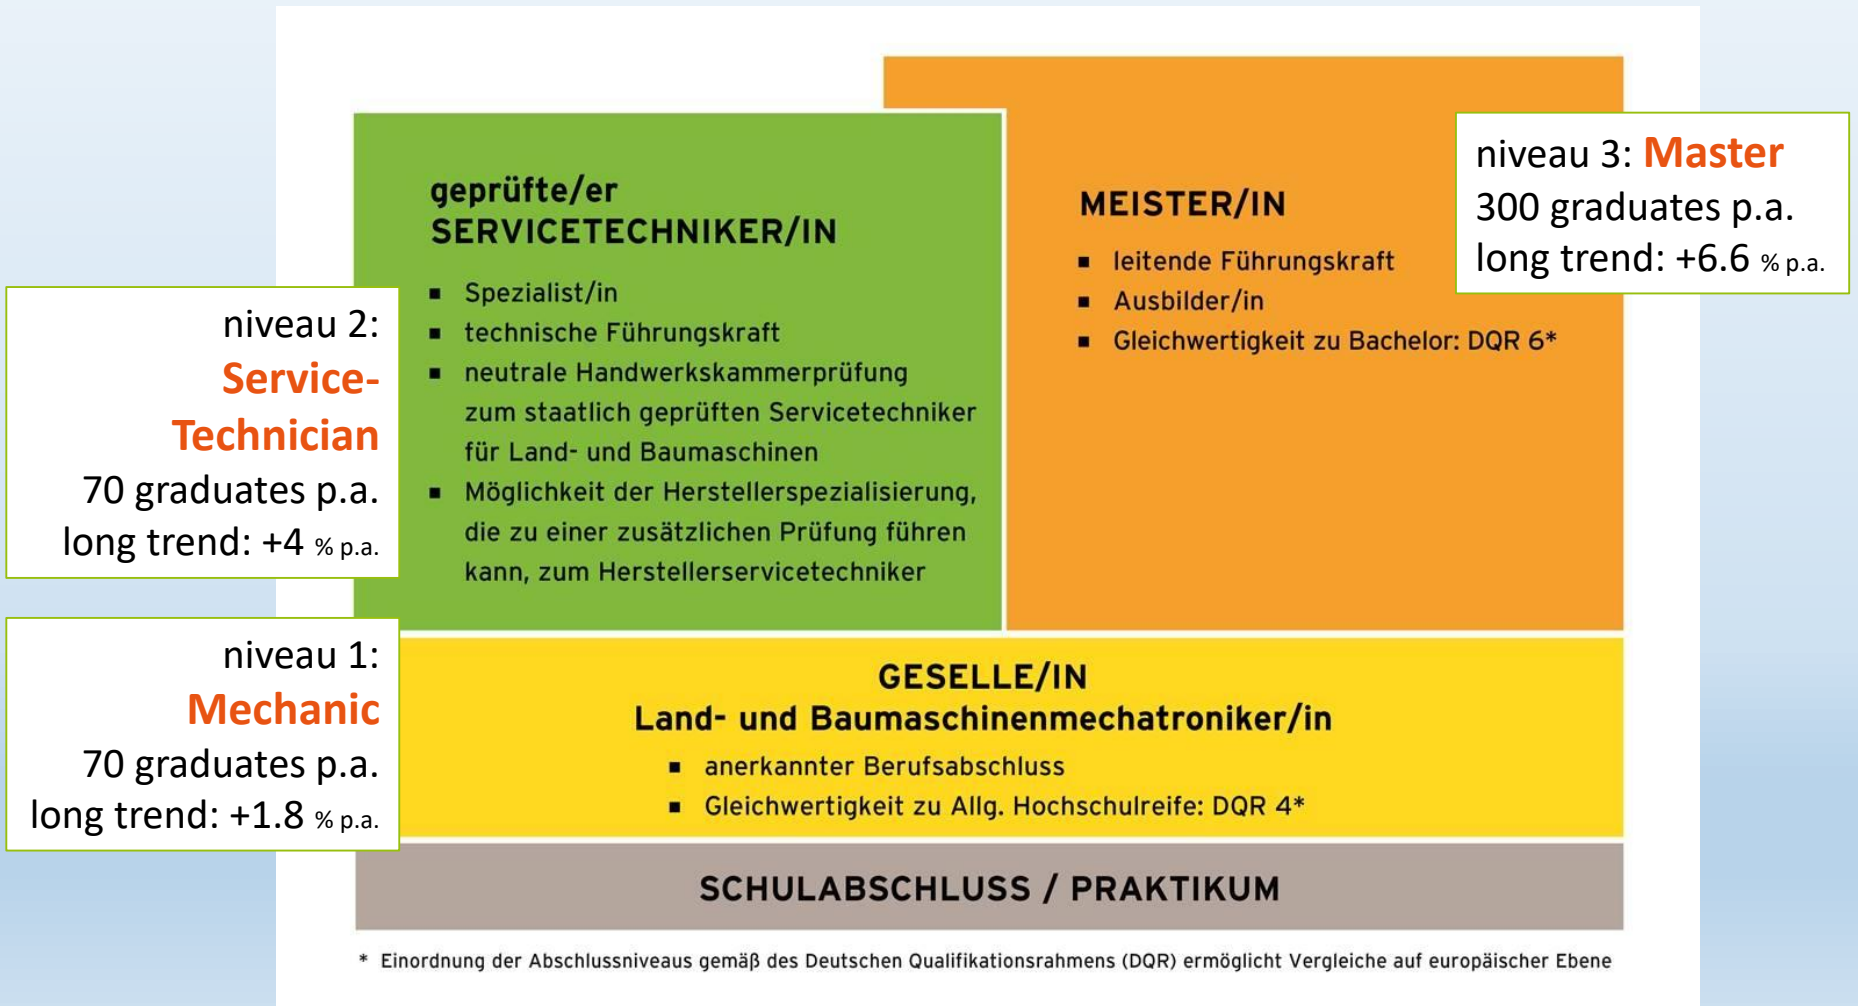 geprüfte/er
SERVICETECHNIKER/IN
▪ Spezialist/in
▪ technische Führungskraft
▪ neutrale Handwerkskammerprüfung
zum staatlich geprüften Servicetechniker
für Land- und Baumaschinen
▪ Möglichkeit der Herstellerspezialisierung,
die zu einer zusätzlichen Prüfung führen
kann, zum Herstellerservicetechniker
MEISTER/IN
▪ leitende Führungskraft
▪ Ausbilder/in
▪ Gleichwertigkeit zu Bachelor: DQR 6*
niveau 3: Master
300 graduates p.a.
long trend: +6.6 % p.a.
niveau 2:
Service-
Technician
70 graduates p.a.
long trend: +4 % p.a.
niveau 1:
Mechanic
70 graduates p.a.
long trend: +1.8 % p.a.
GESELLE/IN
Land- und Baumaschinenmechatroniker/in
▪ anerkannter Berufsabschluss
▪ Gleichwertigkeit zu Allg. Hochschulreife: DQR 4*
SCHULABSCHLUSS / PRAKTIKUM
* Einordnung der Abschlussniveaus gemäß des Deutschen Qualifikationsrahmens (DQR) ermöglicht Vergleiche auf europäischer Ebene